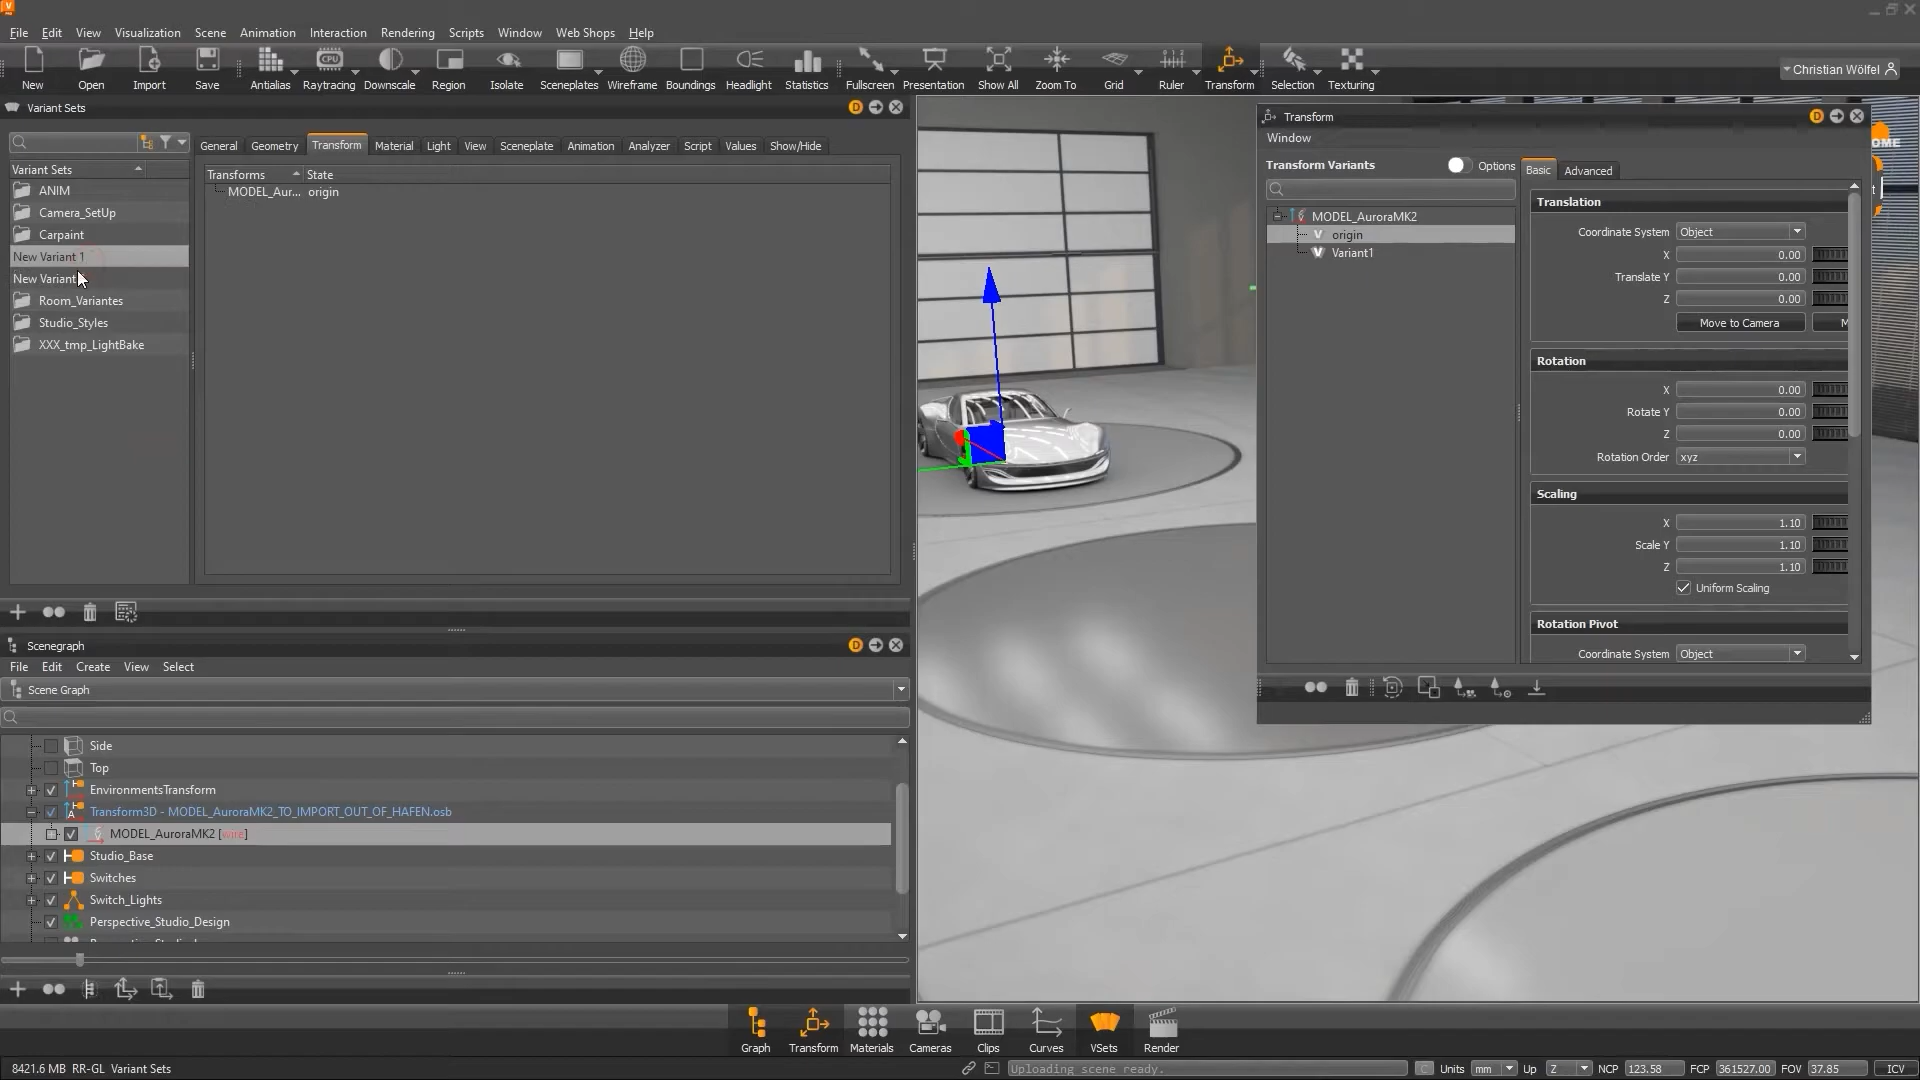 File Edit View Visualization Scene Animation Interaction Rendering Scripts Window Web Shops Help
New Open Import Save Antialias Raytracing Downscale Region Isolate Sceneplates Wireframe Boundings Headlight Statistics Fullscreen Presentation Show All Zoom To Grid Ruler Transform Selection Texturing
CPU
Christian Wölfel
Variant Sets
General Geometry Transform Material Light View Sceneplate Animation Analyzer Script Values Show/Hide
Variant Sets
ANIM
Camera_SetUp
Carpaint
New Variant 1
New Variant
Room_Variantes
Studio_Styles
XXX_tmp_LightBake
Transforms State
MODEL_Aur... origin
Transform
Window
Transform Variants
Options
Basic Advanced
MODEL_AuroraMK2
origin
Variant1
Translation
Coordinate System Object
X 0.00
Translate Y 0.00
Z 0.00
Move to Camera M
Rotation
X 0.00
Rotate Y 0.00
Z 0.00
Rotation Order xyz
Scaling
X 1.10
Scale Y 1.10
Z 1.10
Uniform Scaling
Rotation Pivot
Coordinate System Object
Scenegraph
File Edit Create View Select
Scene Graph
Side
Top
EnvironmentsTransform
Transform3D - MODEL_AuroraMK2_TO_IMPORT_OUT_OF_HAFEN.osb
MODEL_AuroraMK2 [wire]
Studio_Base
Switches
Switch_Lights
Perspective_Studio_Design
Graph Transform Materials Cameras Clips Curves VSets Render
8421.6 MB RR-GL Variant Sets
Uploading scene ready.
Units mm Up Z NCP 123.58 FCP 361527.00 FOV 37.85 ICV